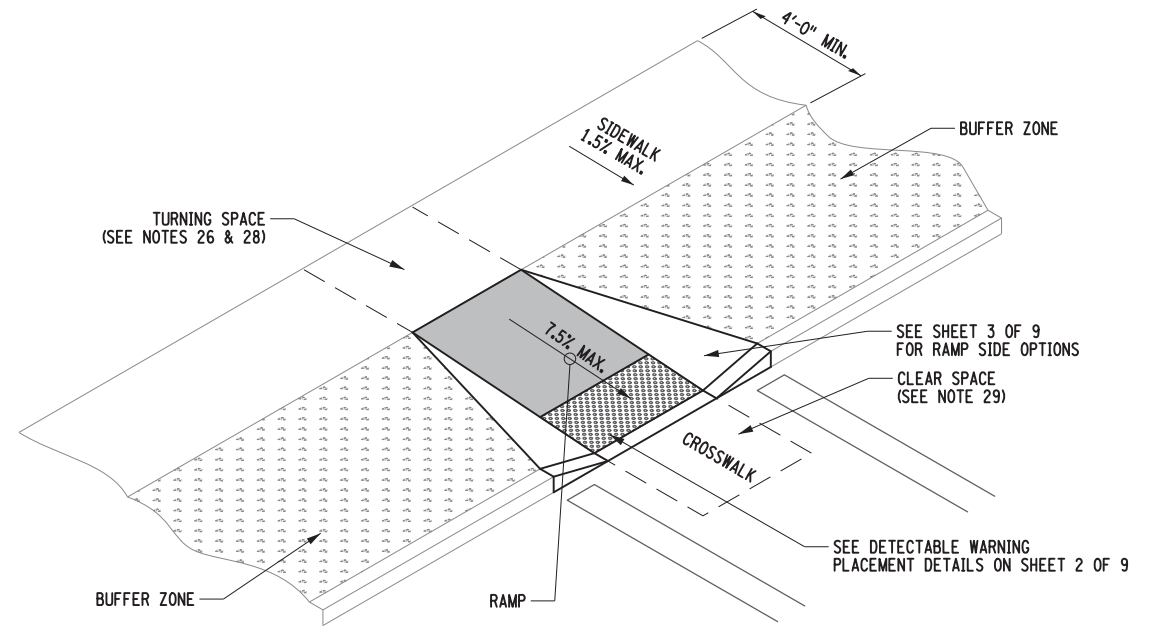 4'-0" MIN.
SIDEWALK
1.5% MAX.
BUFFER ZONE
TURNING SPACE
(SEE NOTES 26 & 28)
7.5% MAX.
SEE SHEET 3 OF 9
FOR RAMP SIDE OPTIONS
CLEAR SPACE
(SEE NOTE 29)
CROSSWALK
SEE DETECTABLE WARNING
PLACEMENT DETAILS ON SHEET 2 OF 9
BUFFER ZONE
RAMP